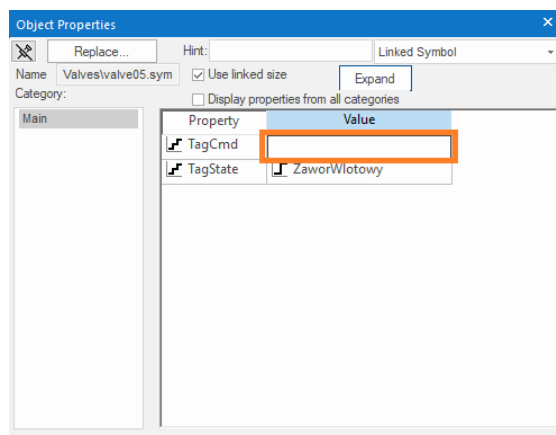 Object Properties
Replace... Hint: Linked Symbol
Name Valves\valve05.sym Use linked size Expand
Category: Display properties from all categories
Main Property Value
TagCmd
TagState ZaworWlotowy